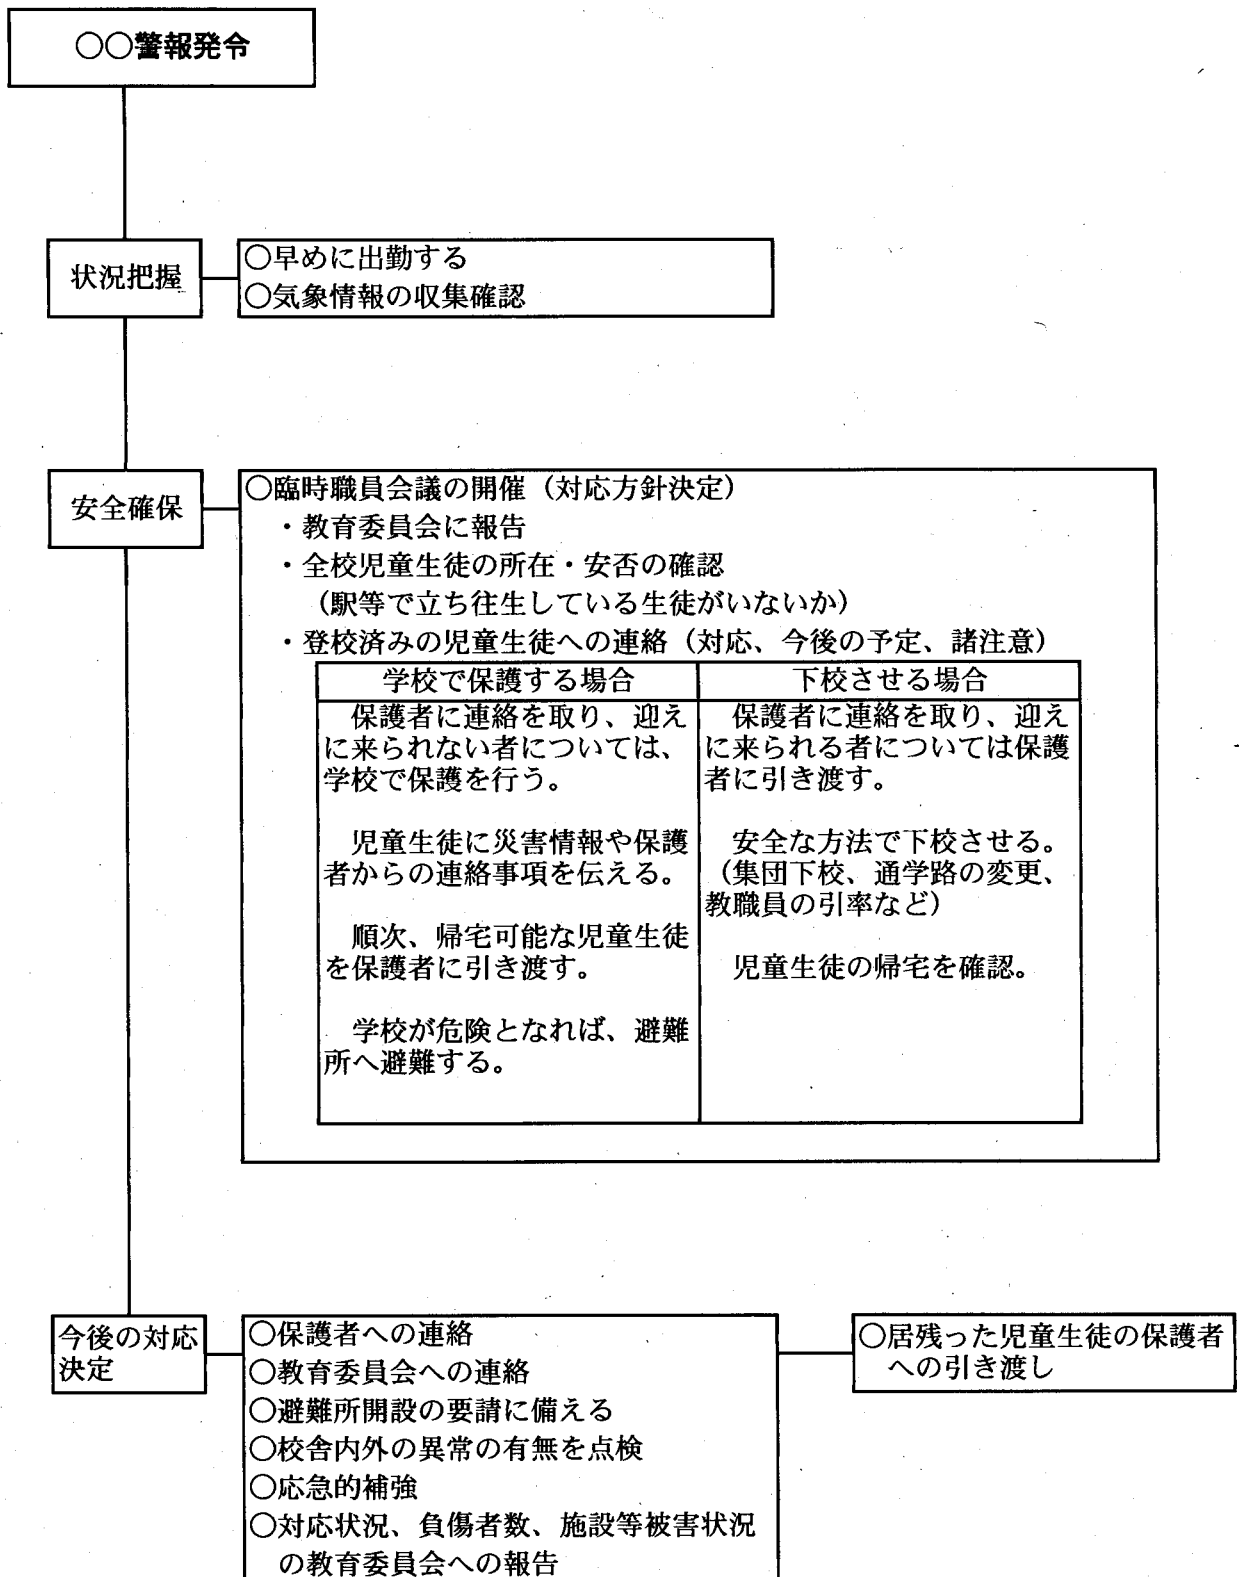 ○○警報発令
状況把握
○早めに出勤する
○気象情報の収集確認
安全確保
○臨時職員会議の開催（対応方針決定）
・教育委員会に報告
・全校児童生徒の所在・安否の確認
（駅等で立ち往生している生徒がいないか）
・登校済みの児童生徒への連絡（対応、今後の予定、諸注意）
学校で保護する場合
保護者に連絡を取り、迎え
に来られない者については、
学校で保護を行う。
児童生徒に災害情報や保護
者からの連絡事項を伝える。
順次、帰宅可能な児童生徒
を保護者に引き渡す。
学校が危険となれば、避難
所へ避難する。
下校させる場合
保護者に連絡を取り、迎え
に来られる者については保護
者に引き渡す。
安全な方法で下校させる。
（集団下校、通学路の変更、
教職員の引率など）
児童生徒の帰宅を確認。
今後の対応
決定
○保護者への連絡
○教育委員会への連絡
○避難所開設の要請に備える
○校舎内外の異常の有無を点検
○応急的補強
○対応状況、負傷者数、施設等被害状況
の教育委員会への報告
○居残った児童生徒の保護者
への引き渡し